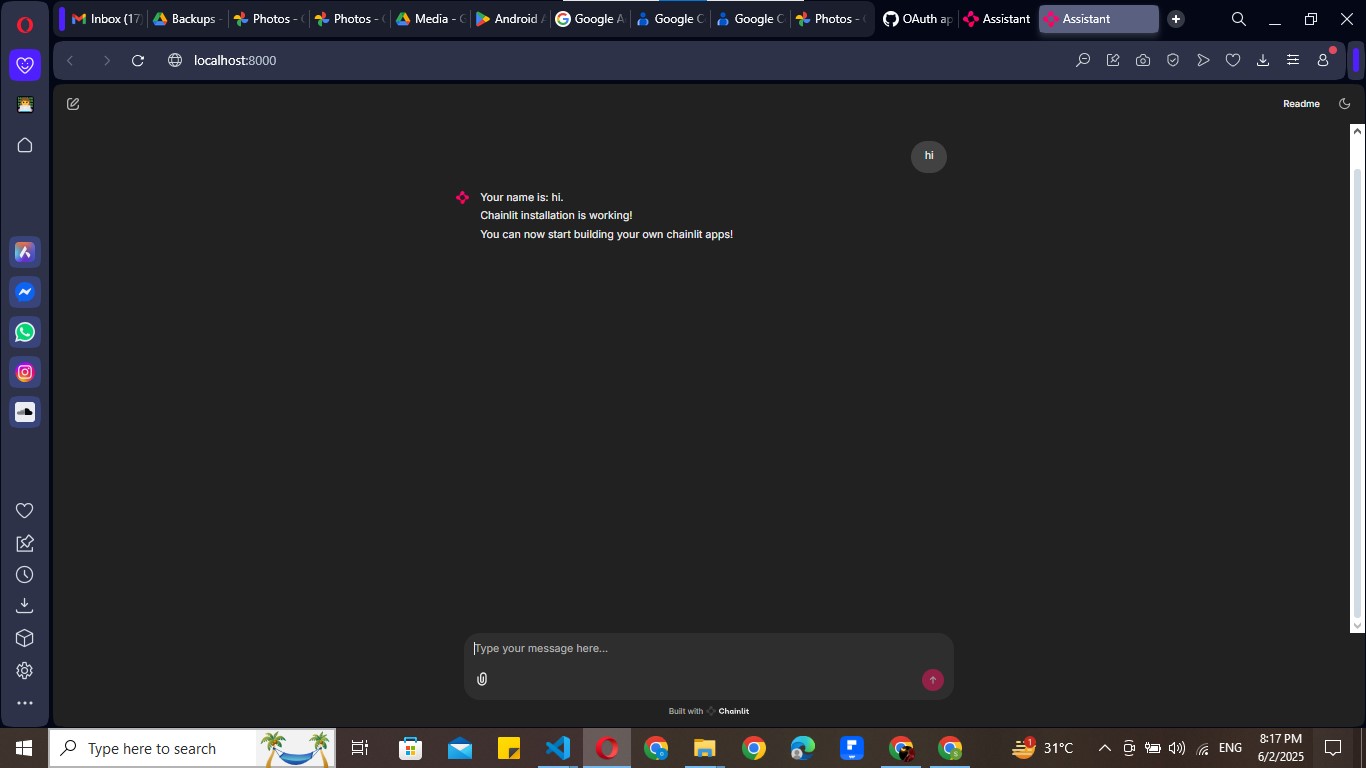 Inbox (17
Backups -
Photos - 
Photos - 
Media - 
Android 
Google A
Google C
Google C
Photos - 
OAuth ap
Assistant
Assistant
localhost:8000
Readme
hi
Your name is: hi.
Chainlit installation is working!
You can now start building your own chainlit apps!
Type your message here...
Built with Chainlit
Type here to search
1
31°C
ENG
8:17 PM
6/2/2025